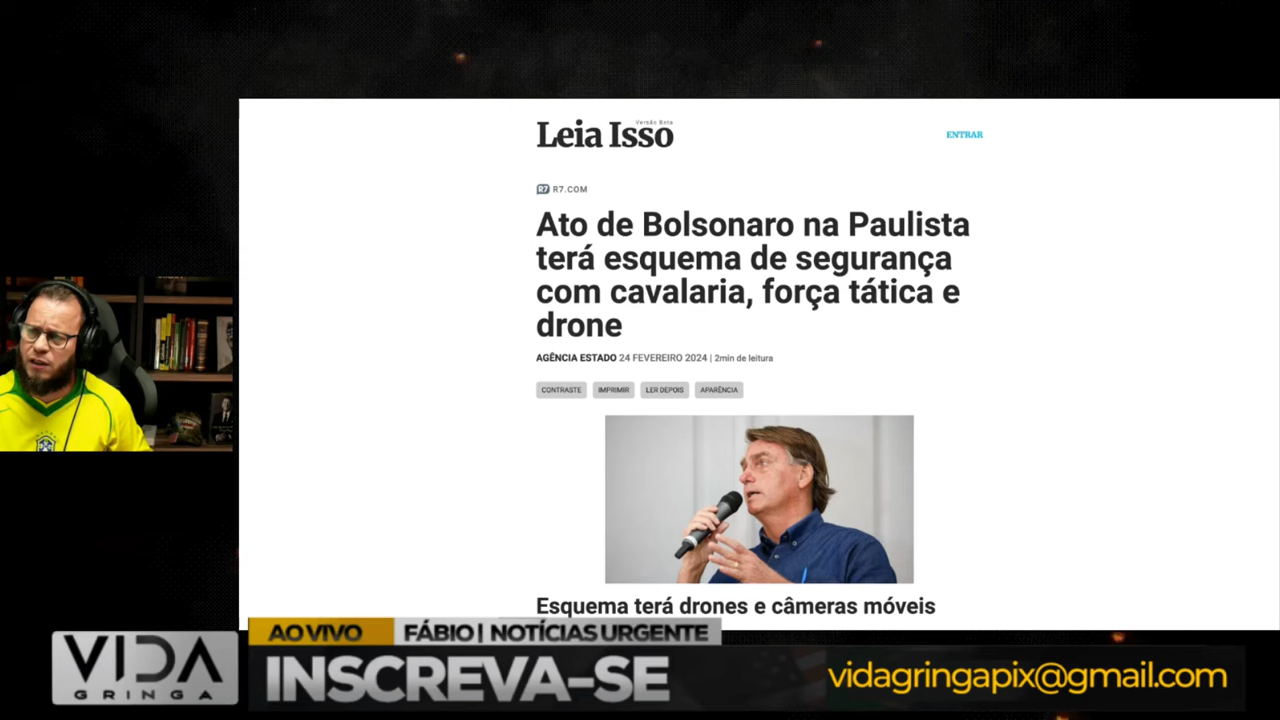 Leia Isso
Versão Beta
ENTRAR
R7 R7.COM
Ato de Bolsonaro na Paulista
terá esquema de segurança
com cavalaria, força tática e
drone
AGÊNCIA ESTADO 24 FEVEREIRO 2024 | 2min de leitura
CONTRASTE IMPRIMIR LER DEPOIS APARÊNCIA
Esquema terá drones e câmeras móveis
AO VIVO FÁBIO | NOTÍCIAS URGENTE
VIDA
GRINGA
INSCREVA-SE
vidagringapix@gmail.com